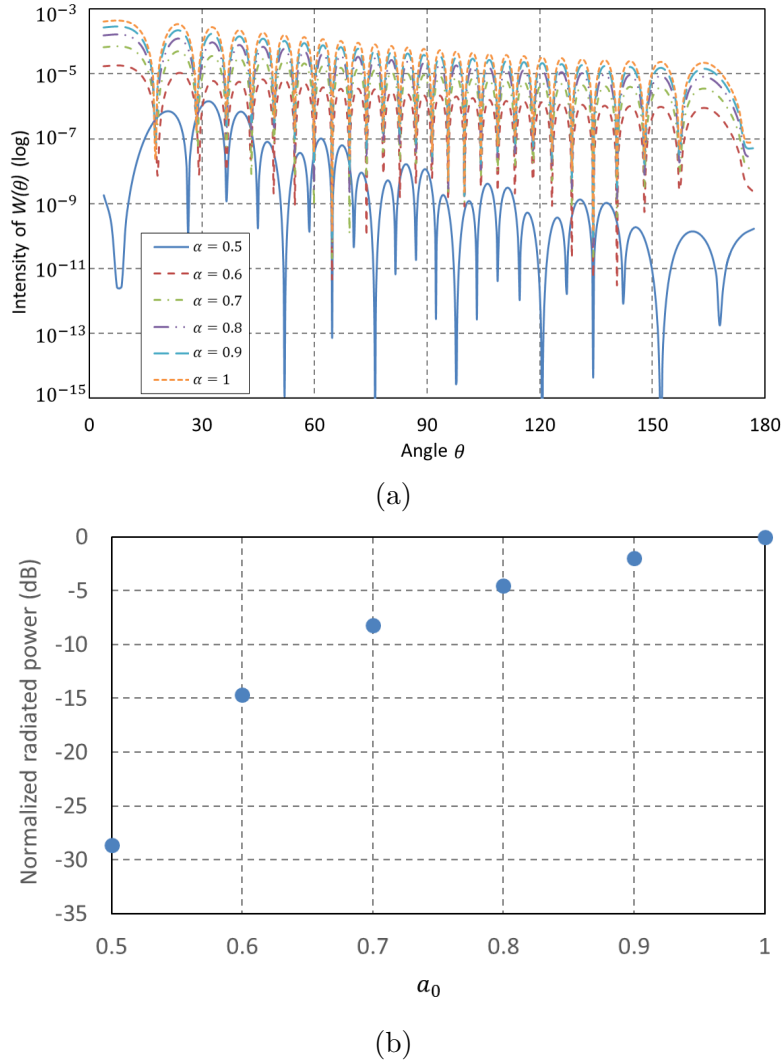 Intensity of W(θ) (log)
10⁻³
10⁻⁵
10⁻⁷
10⁻⁹
10⁻¹¹
10⁻¹³
10⁻¹⁵
α = 0.5
α = 0.6
α = 0.7
α = 0.8
α = 0.9
α = 1
0 30 60 90 120 150 180
Angle θ
(a)
Normalized radiated power (dB)
0
-5
-10
-15
-20
-25
-30
-35
0.5 0.6 0.7 0.8 0.9 1
a₀
(b)